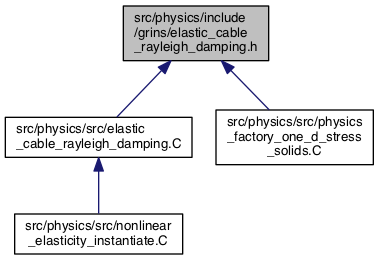 src/physics/include
/grins/elastic_cable
_rayleigh_damping.h
src/physics/src/elastic
_cable_rayleigh_damping.C
src/physics/src/physics
_factory_one_d_stress
_solids.C
src/physics/src/nonlinear
_elasticity_instantiate.C